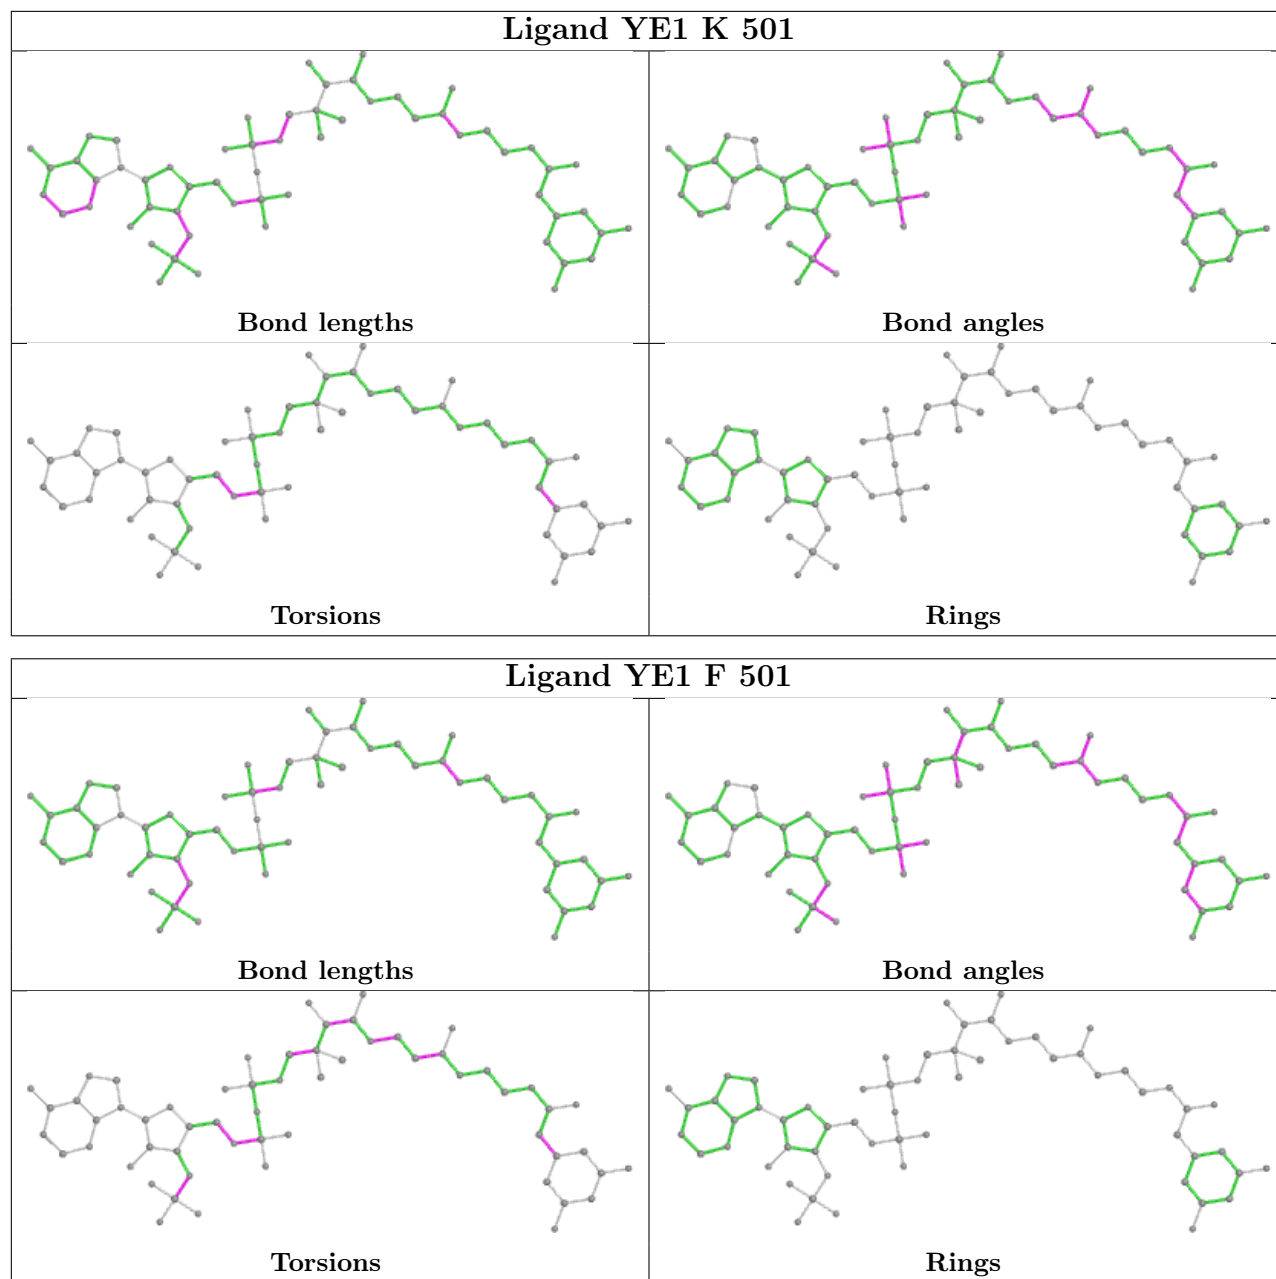 Ligand YE1 K 501
Bond lengths
Bond angles
Torsions
Rings
Ligand YE1 F 501
Bond lengths
Bond angles
Torsions
Rings